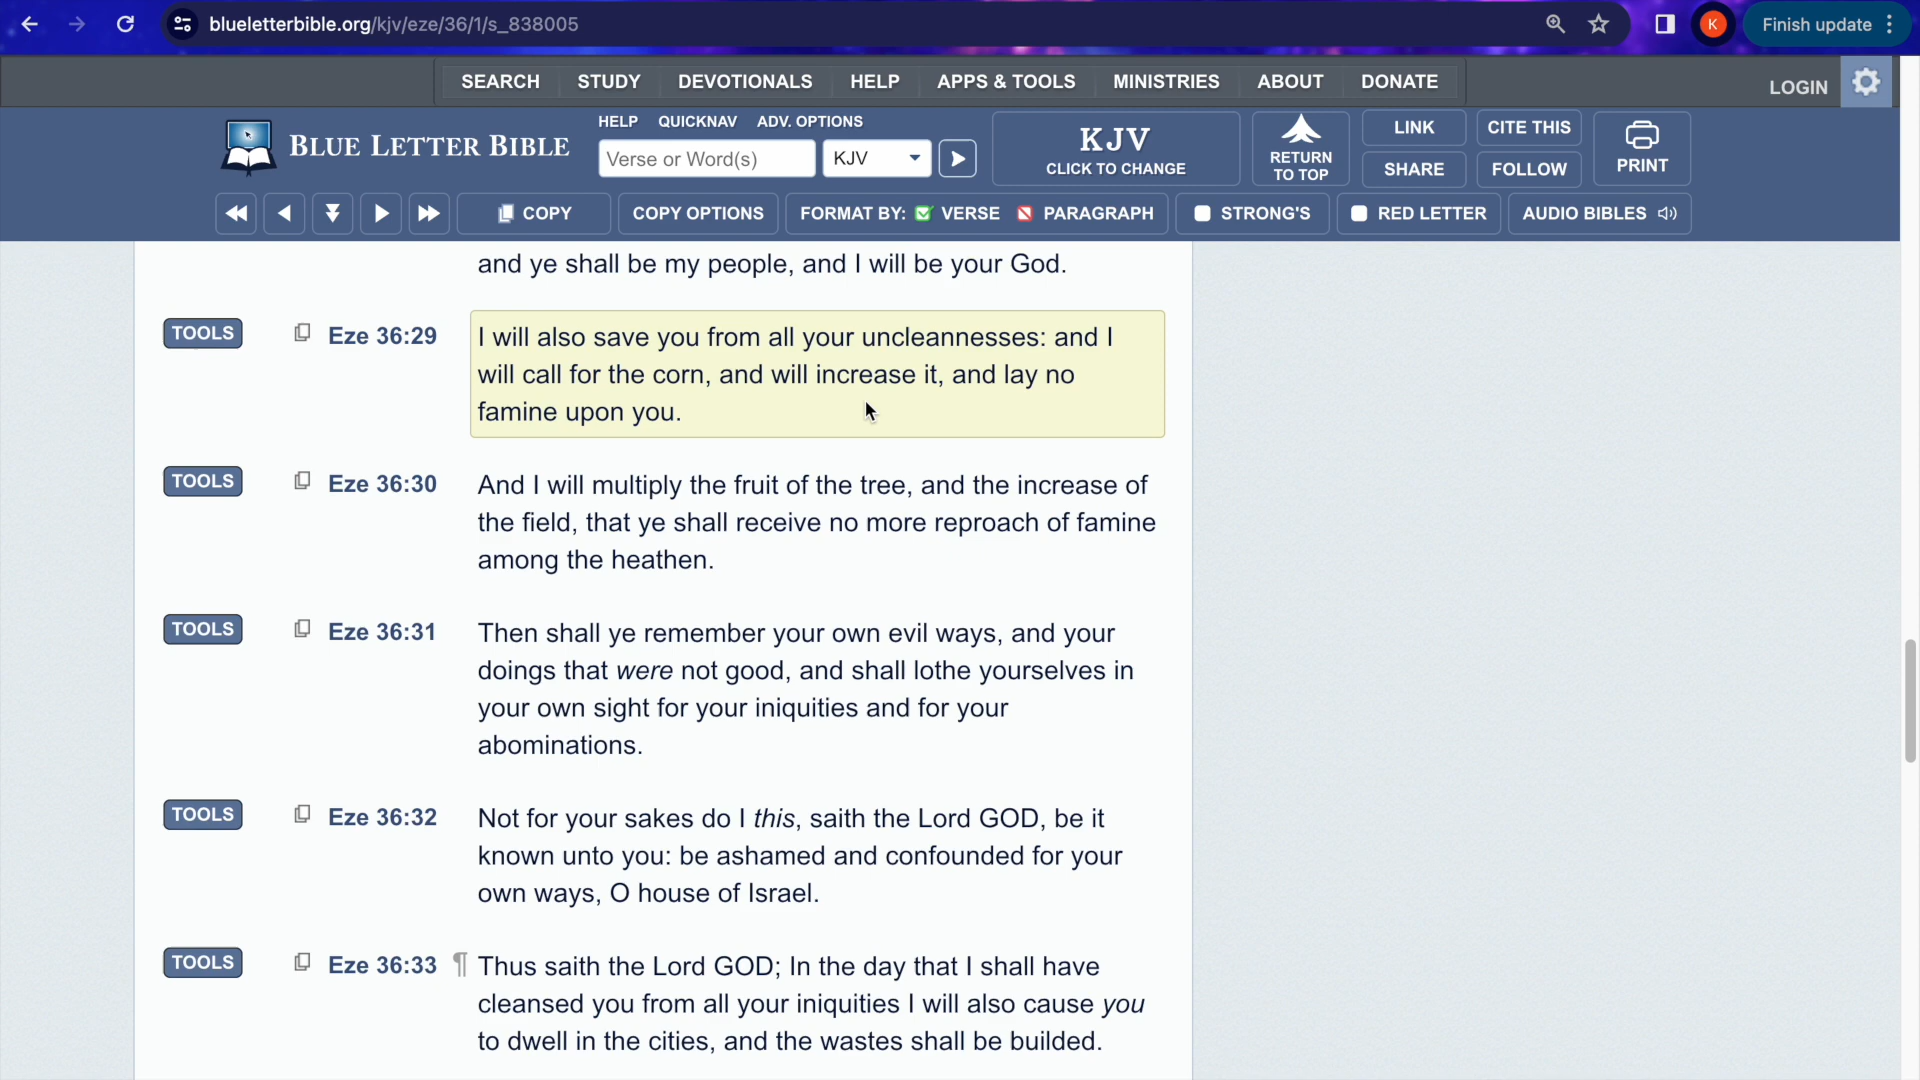 blueletterbible.org/kjv/eze/36/1/s_838005
K
Finish update
SEARCH STUDY DEVOTIONALS HELP APPS & TOOLS MINISTRIES ABOUT DONATE
LOGIN
BLUE LETTER BIBLE
HELP QUICKNAV ADV. OPTIONS
Verse or Word(s)
KJV
KJV
CLICK TO CHANGE
RETURN
TO TOP
LINK
CITE THIS
SHARE
FOLLOW
PRINT
COPY
COPY OPTIONS
FORMAT BY: VERSE PARAGRAPH
STRONG'S
RED LETTER
AUDIO BIBLES
and ye shall be my people, and I will be your God.
TOOLS Eze 36:29 I will also save you from all your uncleannesses: and I
will call for the corn, and will increase it, and lay no
famine upon you.
TOOLS Eze 36:30 And I will multiply the fruit of the tree, and the increase of
the field, that ye shall receive no more reproach of famine
among the heathen.
TOOLS Eze 36:31 Then shall ye remember your own evil ways, and your
doings that were not good, and shall lothe yourselves in
your own sight for your iniquities and for your
abominations.
TOOLS Eze 36:32 Not for your sakes do I this, saith the Lord GOD, be it
known unto you: be ashamed and confounded for your
own ways, O house of Israel.
TOOLS Eze 36:33 ¶ Thus saith the Lord GOD; In the day that I shall have
cleansed you from all your iniquities I will also cause you
to dwell in the cities, and the wastes shall be builded.